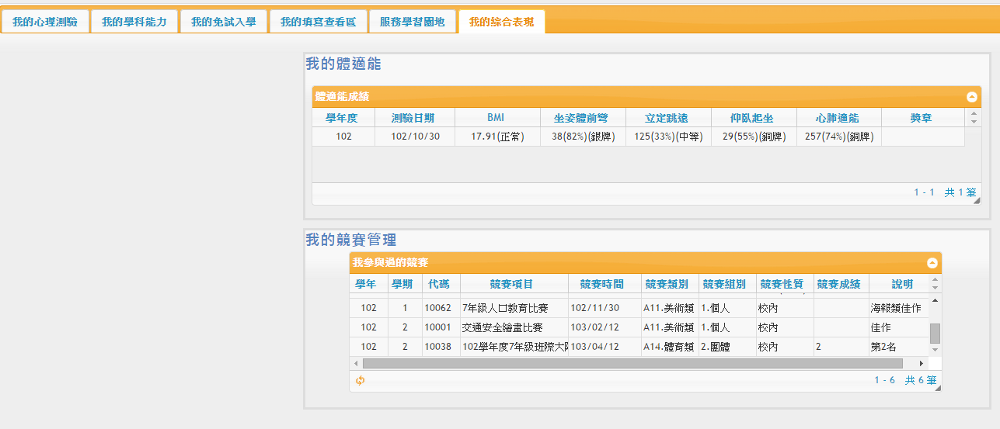 我的心理測驗 我的學科能力 我的免試入學 我的填寫查看區 服務學習園地 我的綜合表現
我的體適能
體適能成績
學年度 測驗日期 BMI 坐姿體前彎 立定跳遠 仰臥起坐 心肺適能 獎章
102 102/10/30 17.91(正常) 38(82%)(銀牌) 125(33%)(中等) 29(55%)(銅牌) 257(74%)(銅牌)
1 - 1 共 1 筆
我的競賽管理
我參與過的競賽
學年 學期 代碼 競賽項目 競賽時間 競賽類別 競賽組別 競賽性質 競賽成績 說明
102 1 10062 7年級人口教育比賽 102/11/30 A11.美術類 1.個人 校內 海報類佳作
102 2 10001 交通安全繪畫比賽 103/02/12 A11.美術類 1.個人 校內 佳作
102 2 10038 102學年度7年級班際大 103/04/12 A14.體育類 2.團體 校內 2 第2名
1 - 6 共 6 筆